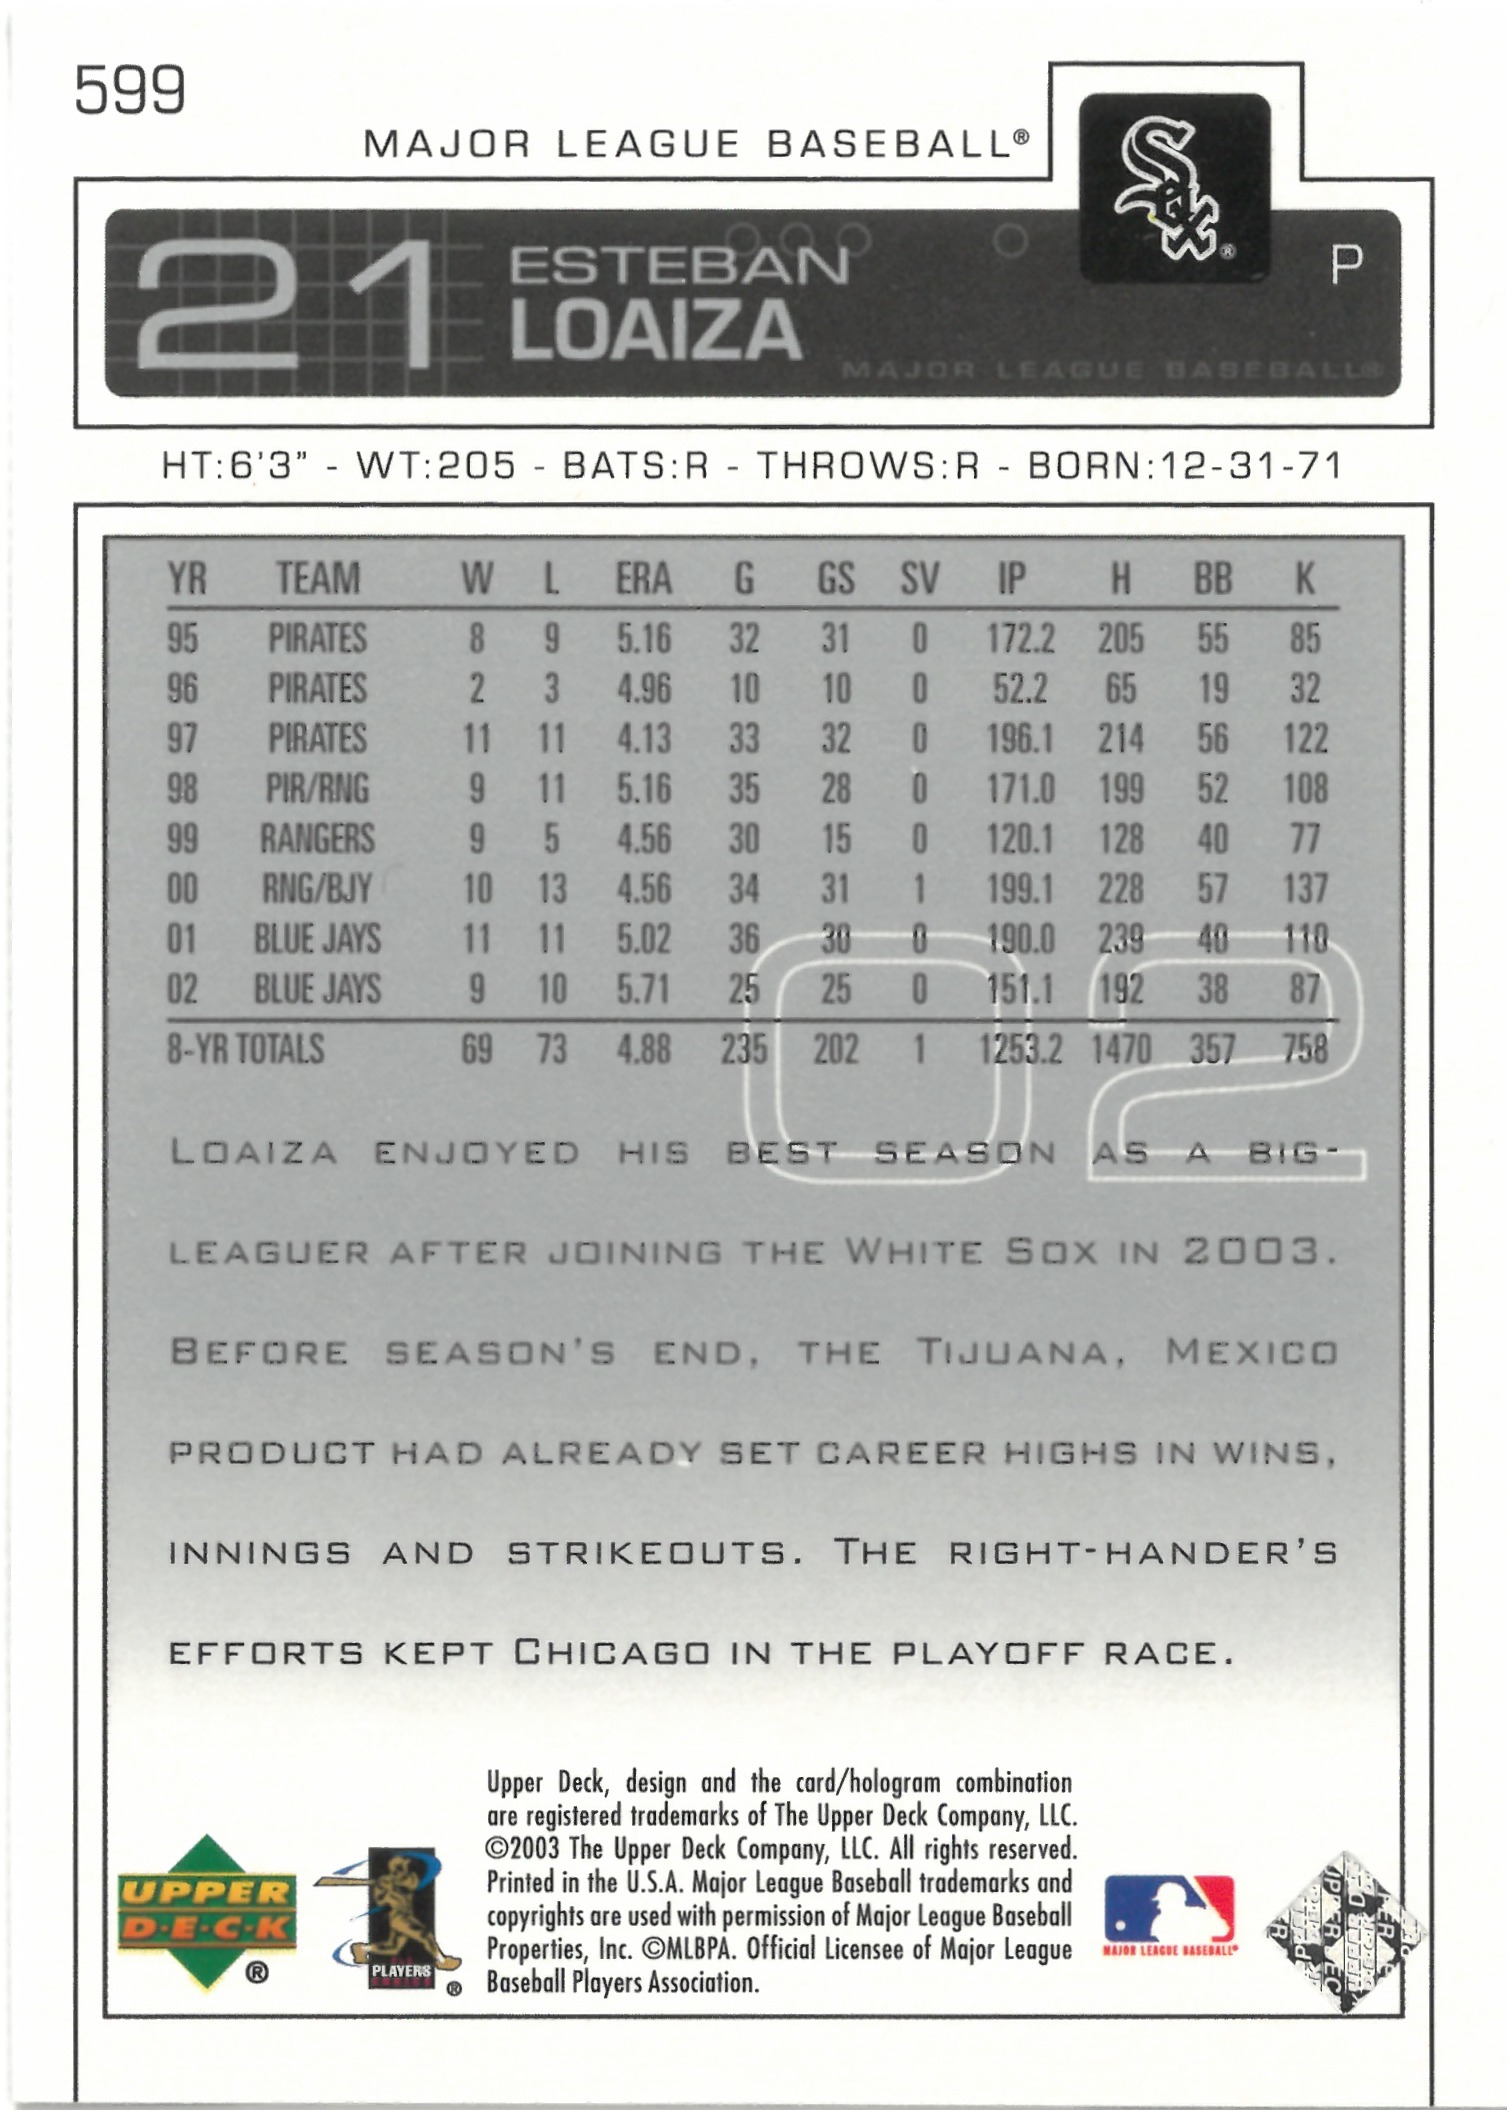 599
MAJOR LEAGUE BASEBALL®
Sox®
21 ESTEBAN LOAIZA P
MAJOR LEAGUE BASEBALL®
HT:6'3" - WT:205 - BATS:R - THROWS:R - BORN:12-31-71
YR TEAM W L ERA G GS SV IP H BB K
95 PIRATES 8 9 5.16 32 31 0 172.2 205 55 85
96 PIRATES 2 3 4.96 10 10 0 52.2 65 19 32
97 PIRATES 11 11 4.13 33 32 0 196.1 214 56 122
98 PIR/RNG 9 11 5.16 35 28 0 171.0 199 52 108
99 RANGERS 9 5 4.56 30 15 0 120.1 128 40 77
00 RNG/BJY 10 13 4.56 34 31 1 199.1 228 57 137
01 BLUE JAYS 11 11 5.02 36 30 0 190.0 239 40 110
02 BLUE JAYS 9 10 5.71 25 25 0 151.1 192 38 87
8-YR TOTALS 69 73 4.88 235 202 1 1253.2 1470 357 758
02
LOAIZA ENJOYED HIS BEST SEASON AS A BIG-
LEAGUER AFTER JOINING THE WHITE SOX IN 2003.
BEFORE SEASON'S END, THE TIJUANA, MEXICO
PRODUCT HAD ALREADY SET CAREER HIGHS IN WINS,
INNINGS AND STRIKEOUTS. THE RIGHT-HANDER'S
EFFORTS KEPT CHICAGO IN THE PLAYOFF RACE.
Upper Deck, design and the card/hologram combination
are registered trademarks of The Upper Deck Company, LLC.
©2003 The Upper Deck Company, LLC. All rights reserved.
Printed in the U.S.A. Major League Baseball trademarks and
copyrights are used with permission of Major League Baseball
Properties, Inc. ©MLBPA. Official Licensee of Major League
Baseball Players Association.
UPPER
D·E·C·K
®
PLAYERS
®
MAJOR LEAGUE BASEBALL®